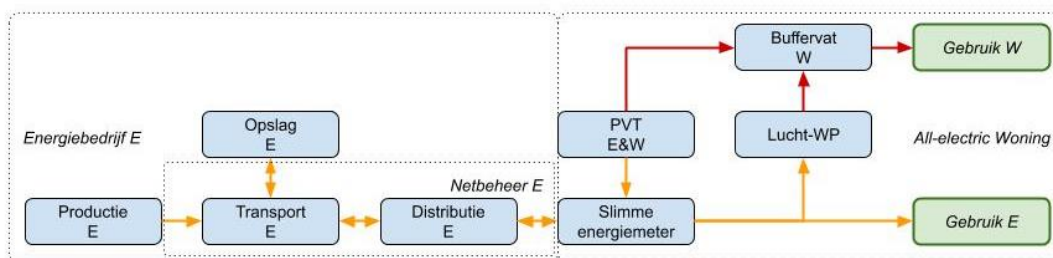 Buffervat
W
Gebruik W
Energiebedrijf E
Opslag
E
PVT
E&W
Lucht-WP
All-electric Woning
Netbeheer E
Productie
E
Transport
E
Distributie
E
Slimme
energiemeter
Gebruik E